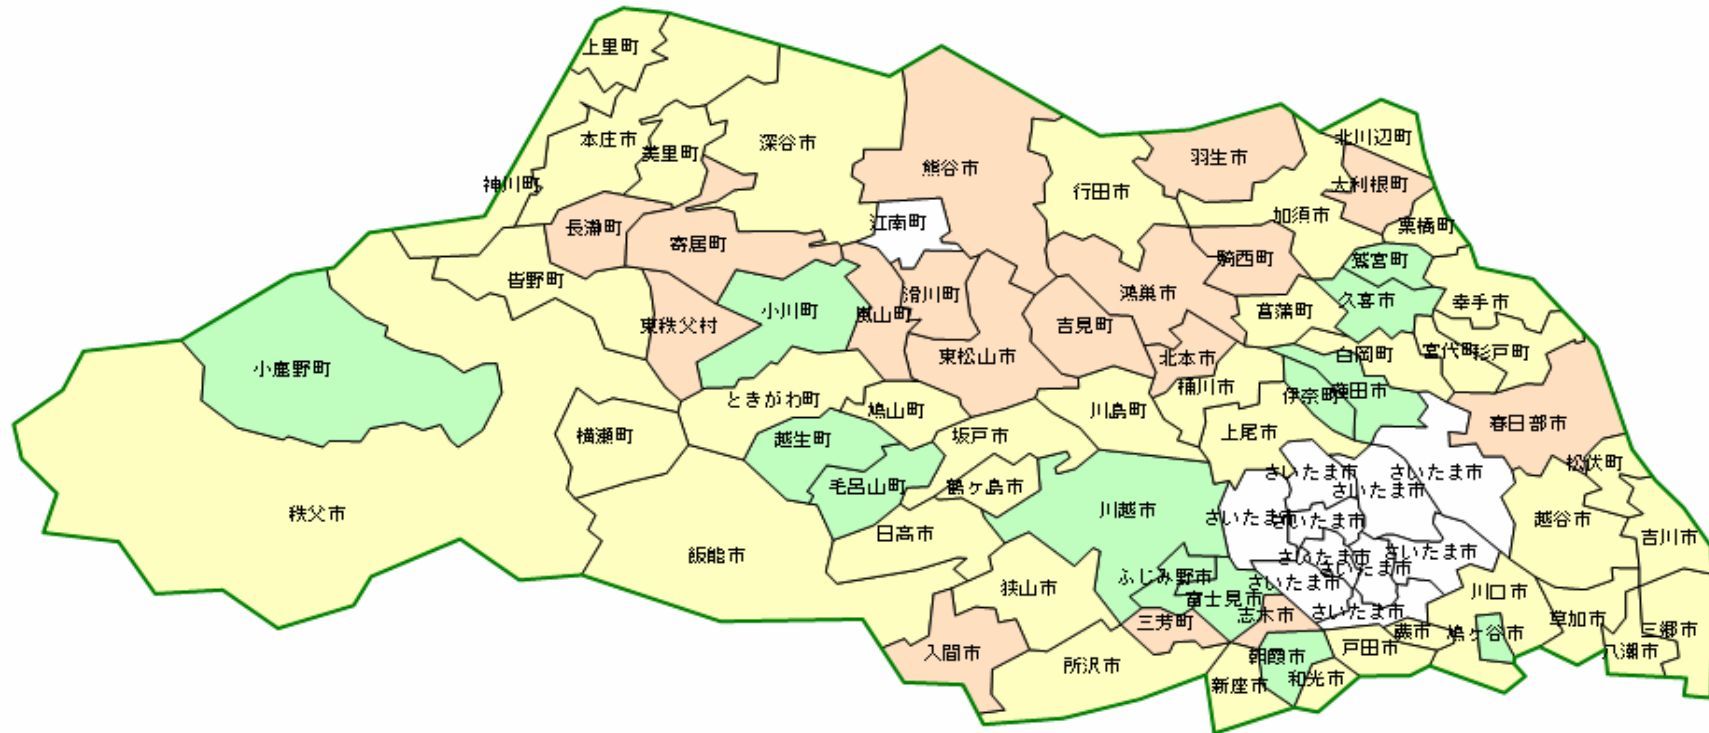 上里町
北川辺町
本庄市
美里町
深谷市
熊谷市
羽生市
大利根町
神川町
行田市
加須市
栗橋町
長瀞町
寄居町
江南町
騎西町
鷲宮町
皆野町
滑川町
鴻巣市
久喜市
幸手市
東秩父村
小川町
嵐山町
吉見町
菖蒲町
小鹿野町
東松山市
北本市
白岡町
宮代町
杉戸町
ときがわ町
鳩山町
川島町
桶川市
伊奈町
蓮田市
横瀬町
越生町
坂戸市
上尾市
春日部市
毛呂山町
鶴ヶ島市
さいたま市
さいたま市
さいたま市
松伏町
秩父市
川越市
さいたま市
さいたま市
越谷市
飯能市
日高市
さいたま市
さいたま市
吉川市
狭山市
ふじみ野市
さいたま市
さいたま市
川口市
富士見市
志木市
さいたま市
草加市
三芳町
蕨市
鳩ヶ谷市
三郷市
入間市
所沢市
朝霞市
戸田市
八潮市
新座市
和光市